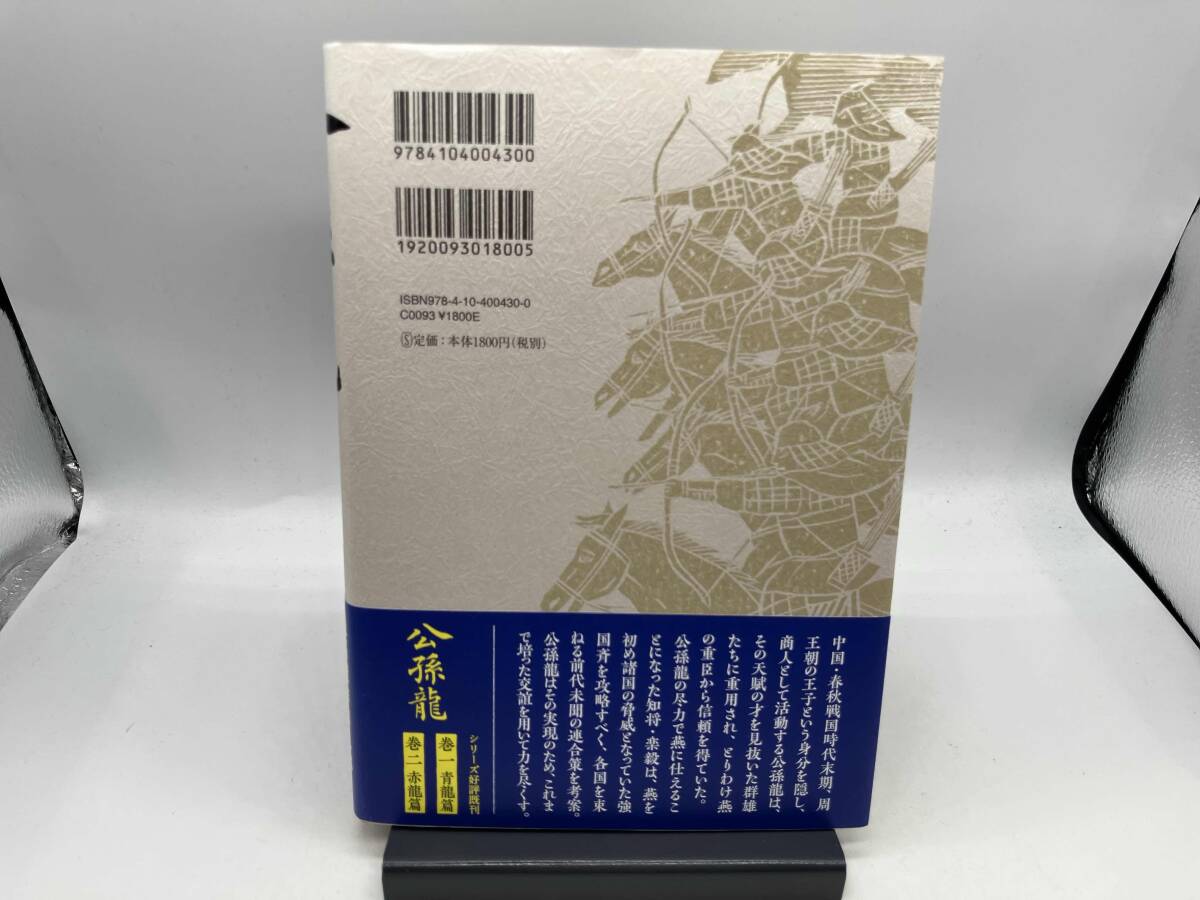 9784104004300
1920093018005
ISBN978-4-10-400430-0
C0093 ¥1800E
Ⓢ定価：本体1800円（税別）
中国・春秋戦国時代末期、周
王朝の王子という身分を隠し、
商人として活動する公孫龍は、
その天賦の才を見抜いた群雄
たちに重用され、とりわけ燕
の重臣から信頼を得ていた。
公孫龍の尽力で燕に仕えるこ
とになった知将・楽毅は、燕を
初め諸国の脅威となっていた強
国斉を攻略すべく、各国を束
ねる前代未聞の連合策を考案。
公孫龍はその実現のため、これま
で培った交誼を用いて力を尽くす。
シリーズ好評既刊
公孫龍
巻一 青龍篇
巻二 赤龍篇